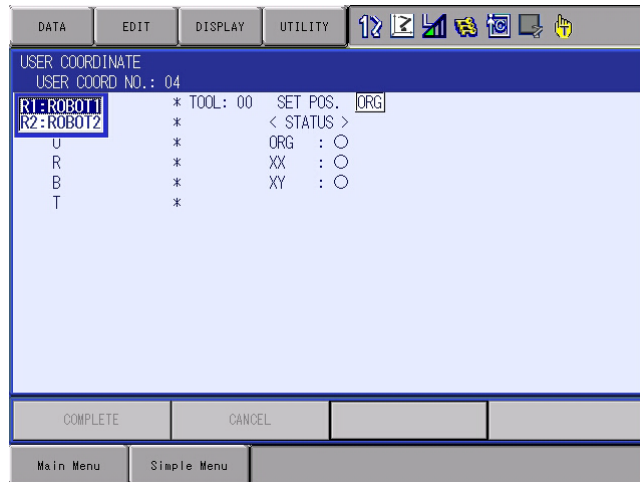 DATA EDIT DISPLAY UTILITY
USER COORDINATE
USER COORD NO.: 04
R1:ROBOT1 * TOOL: 00 SET POS. ORG
R2:ROBOT2 * < STATUS >
U * ORG : ○
R * XX : ○
B * XY : ○
T *
COMPLETE CANCEL
Main Menu Simple Menu